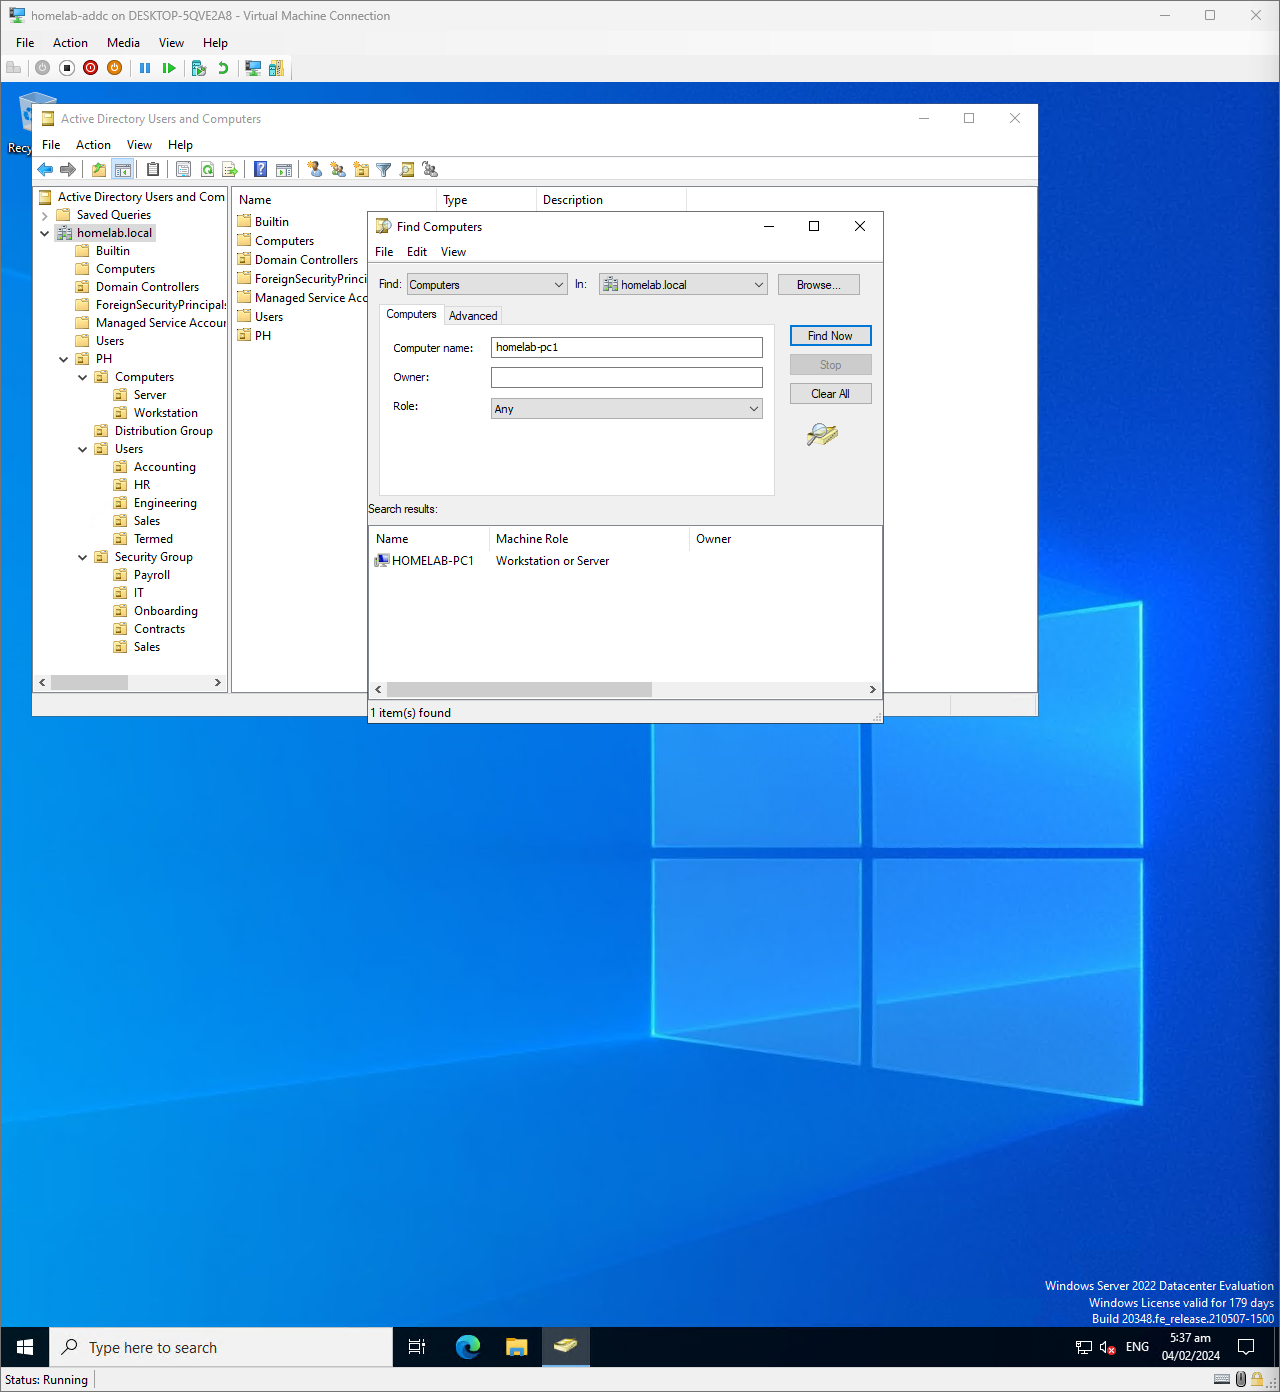 homelab-addc on DESKTOP-5QVE2A8 - Virtual Machine Connection
File Action Media View Help
Active Directory Users and Computers
File Action View Help
Active Directory Users and Com
Saved Queries
homelab.local
Builtin
Computers
Domain Controllers
ForeignSecurityPrincipals
Managed Service Accour
Users
PH
Computers
Server
Workstation
Distribution Group
Users
Accounting
HR
Engineering
Sales
Termed
Security Group
Payroll
IT
Onboarding
Contracts
Sales
Name Type Description
Builtin
Computers
Domain Controllers
ForeignSecurityPrinci
Managed Service Acc
Users
PH
Find Computers
File Edit View
Find: Computers In: homelab.local Browse...
Computers Advanced
Computer name: homelab-pc1
Owner:
Role: Any
Find Now
Stop
Clear All
Search results:
Name Machine Role Owner
HOMELAB-PC1 Workstation or Server
1 item(s) found
Windows Server 2022 Datacenter Evaluation
Windows License valid for 179 days
Build 20348.fe_release.210507-1500
Type here to search
ENG
5:37 am
04/02/2024
Status: Running